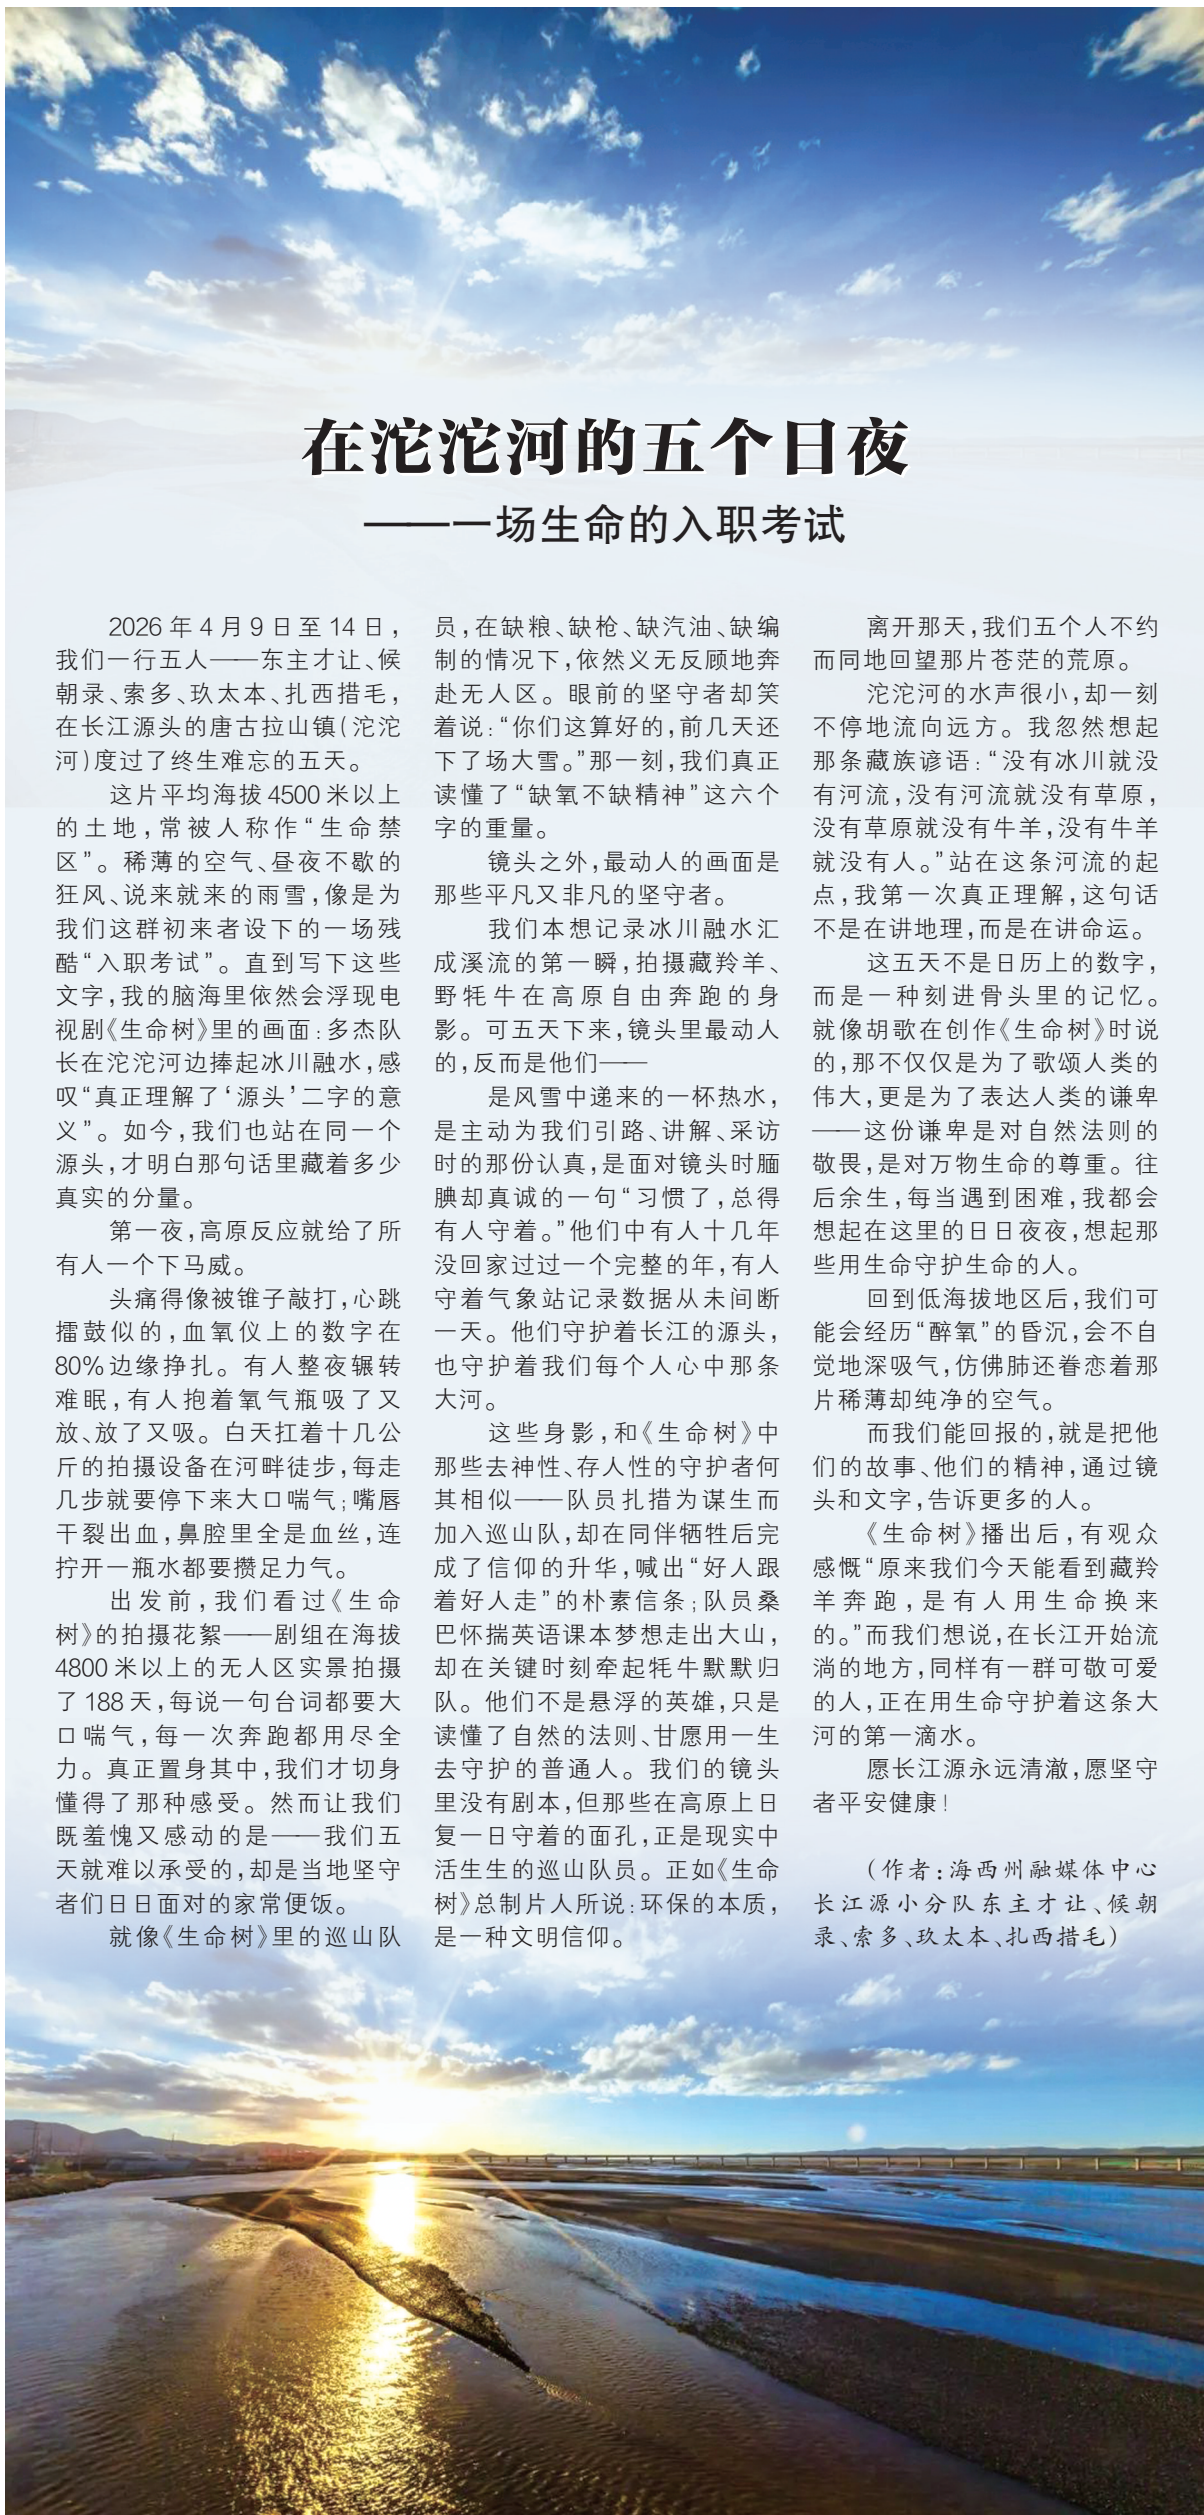 在沱沱河的五个日夜
——一场生命的入职考试
2026年4月9日至14日，
我们一行五人——东主才让、候
朝录、索多、玖太本、扎西措毛，
在长江源头的唐古拉山镇（沱沱
河）度过了终生难忘的五天。
这片平均海拔4500米以上
的土地，常被人称作“生命禁
区”。稀薄的空气、昼夜不歇的
狂风、说来就来的雨雪，像是为
我们这群初来者设下的一场残
酷“入职考试”。直到写下这些
文字，我的脑海里依然会浮现电
视剧《生命树》里的画面：多杰队
长在沱沱河边捧起冰川融水，感
叹“真正理解了‘源头’二字的意
义”。如今，我们也站在同一个
源头，才明白那句话里藏着多少
真实的分量。
第一夜，高原反应就给了所
有人一个下马威。
头痛得像被锥子敲打，心跳
擂鼓似的，血氧仪上的数字在
80%边缘挣扎。有人整夜辗转
难眠，有人抱着氧气瓶吸了又
放、放了又吸。白天扛着十几公
斤的拍摄设备在河畔徒步，每走
几步就要停下来大口喘气；嘴唇
干裂出血，鼻腔里全是血丝，连
拧开一瓶水都要攒足力气。
出发前，我们看过《生命
树》的拍摄花絮——剧组在海拔
4800米以上的无人区实景拍摄
了188天，每说一句台词都要大
口喘气，每一次奔跑都用尽全
力。真正置身其中，我们才切身
懂得了那种感受。然而让我们
既羞愧又感动的是——我们五
天就难以承受的，却是当地坚守
者们日日面对的家常便饭。
就像《生命树》里的巡山队
员，在缺粮、缺枪、缺汽油、缺编
制的情况下，依然义无反顾地奔
赴无人区。眼前的坚守者却笑
着说：“你们这算好的，前几天还
下了场大雪。”那一刻，我们真正
读懂了“缺氧不缺精神”这六个
字的重量。
镜头之外，最动人的画面是
那些平凡又非凡的坚守者。
我们本想记录冰川融水汇
成溪流的第一瞬，拍摄藏羚羊、
野牦牛在高原自由奔跑的身
影。可五天下来，镜头里最动人
的，反而是他们——
是风雪中递来的一杯热水，
是主动为我们引路、讲解、采访
时的那份认真，是面对镜头时腼
腆却真诚的一句“习惯了，总得
有人守着。”他们中有人十几年
没回家过过一个完整的年，有人
守着气象站记录数据从未间断
一天。他们守护着长江的源头，
也守护着我们每个人心中那条
大河。
这些身影，和《生命树》中
那些去神性、存人性的守护者何
其相似——队员扎措为谋生而
加入巡山队，却在同伴牺牲后完
成了信仰的升华，喊出“好人跟
着好人走”的朴素信条；队员桑
巴怀揣英语课本梦想走出大山，
却在关键时刻牵起牦牛默默归
队。他们不是悬浮的英雄，只是
读懂了自然的法则、甘愿用一生
去守护的普通人。我们的镜头
里没有剧本，但那些在高原上日
复一日守着的面孔，正是现实中
活生生的巡山队员。正如《生命
树》总制片人所说：环保的本质，
是一种文明信仰。
离开那天，我们五个人不约
而同地回望那片苍茫的荒原。
沱沱河的水声很小，却一刻
不停地流向远方。我忽然想起
那条藏族谚语：“没有冰川就没
有河流，没有河流就没有草原，
没有草原就没有牛羊，没有牛羊
就没有人。”站在这条河流的起
点，我第一次真正理解，这句话
不是在讲地理，而是在讲命运。
这五天不是日历上的数字，
而是一种刻进骨头里的记忆。
就像胡歌在创作《生命树》时说
的，那不仅仅是为了歌颂人类的
伟大，更是为了表达人类的谦卑
——这份谦卑是对自然法则的
敬畏，是对万物生命的尊重。往
后余生，每当遇到困难，我都会
想起在这里的日日夜夜，想起那
些用生命守护生命的人。
回到低海拔地区后，我们可
能会经历“醉氧”的昏沉，会不自
觉地深吸气，仿佛肺还眷恋着那
片稀薄却纯净的空气。
而我们能回报的，就是把他
们的故事、他们的精神，通过镜
头和文字，告诉更多的人。
《生命树》播出后，有观众
感慨“原来我们今天能看到藏羚
羊奔跑，是有人用生命换来
的。”而我们想说，在长江开始流
淌的地方，同样有一群可敬可爱
的人，正在用生命守护着这条大
河的第一滴水。
愿长江源永远清澈，愿坚守
者平安健康！
（作者：海西州融媒体中心
长江源小分队东主才让、候朝
录、索多、玖太本、扎西措毛）